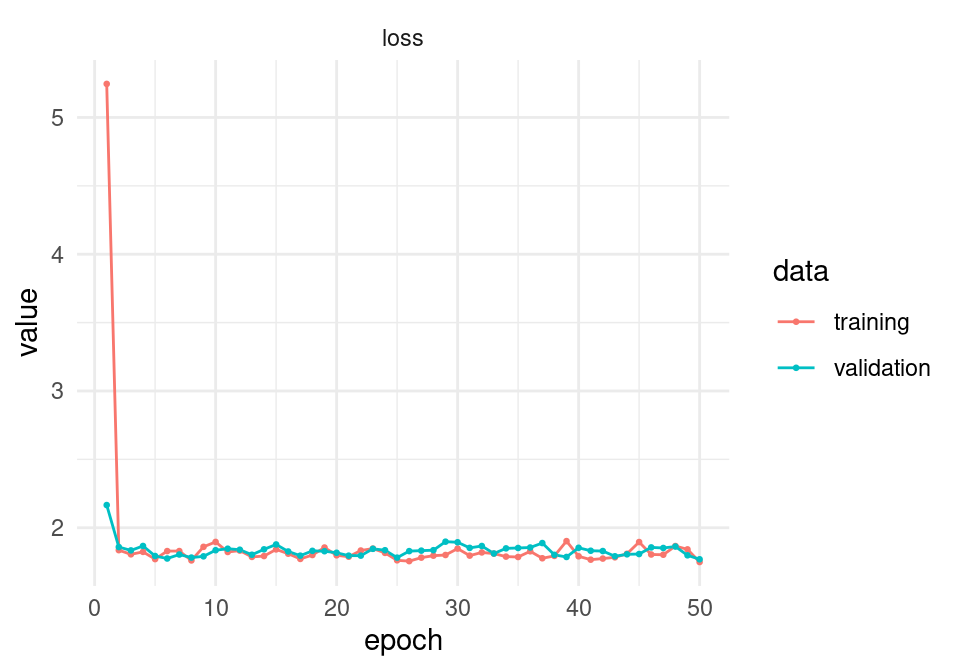 loss
5
4
3
2
value
0 10 20 30 40 50
epoch
data
training
validation